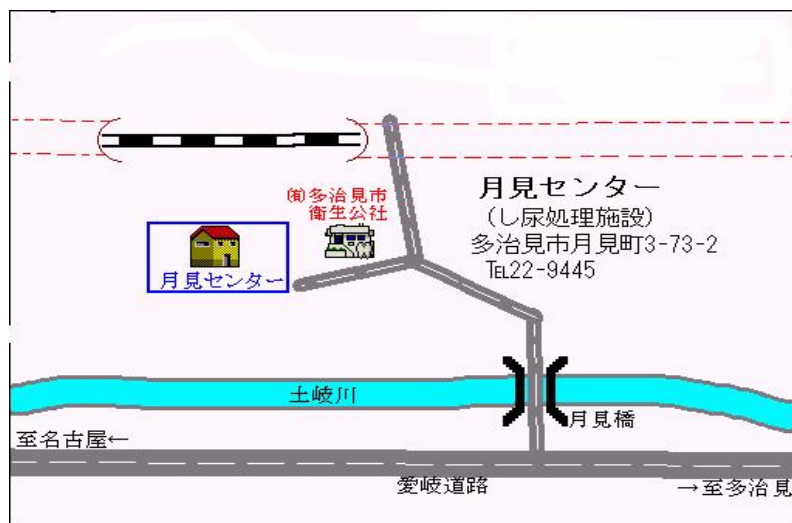 ㈲多治見市
衛生公社
月見センター
月見センター
(し尿処理施設)
多治見市月見町3-73-2
℡22-9445
土岐川
月見橋
至名古屋←
愛岐道路
→至多治見